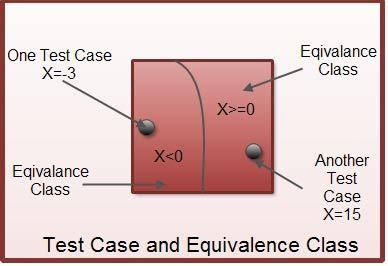 One Test Case
X=-3
Eqivalance
Class
X>=0
X<0
Eqivalance
Class
Another
Test
Case
X=15
Test Case and Equivalence Class